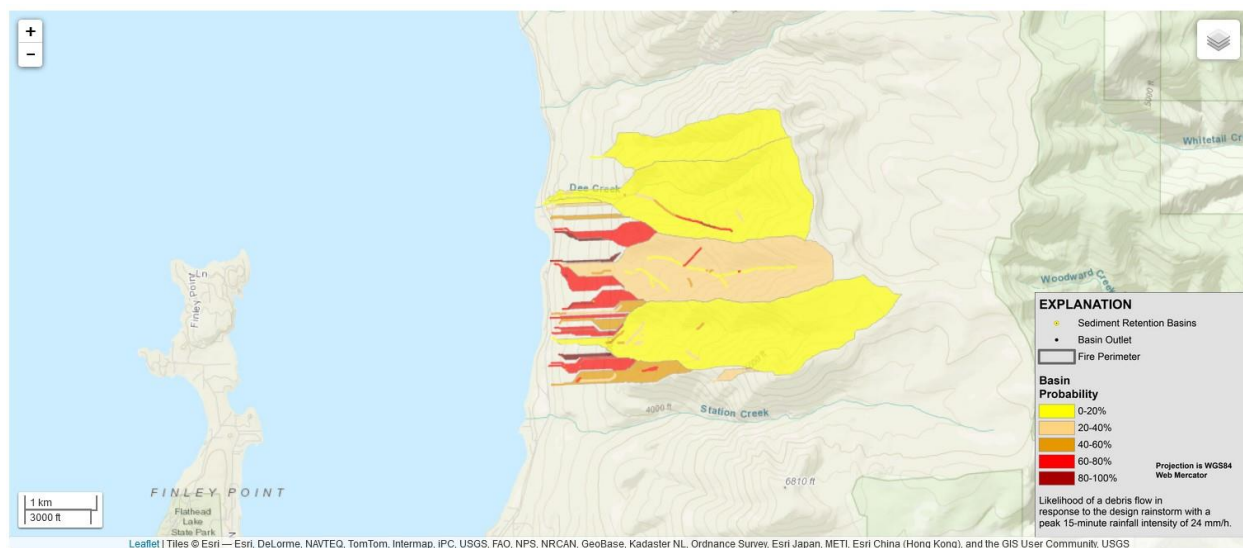 +
−
Whitetail Cr
5000 ft
Dee Creek
Finley Point Ln
Woodward Creek
4000 ft
Station Creek
6810 ft
FINLEY POINT
Flathead
Lake
State Park
1 km
3000 ft
EXPLANATION
Sediment Retention Basins
Basin Outlet
Fire Perimeter
Basin
Probability
0-20%
20-40%
40-60%
60-80%
80-100%
Projection is WGS84
Web Mercator
Likelihood of a debris flow in
response to the design rainstorm with a
peak 15-minute rainfall intensity of 24 mm/h.
Leaflet | Tiles © Esri — Esri, DeLorme, NAVTEQ, TomTom, Intermap, iPC, USGS, FAO, NPS, NRCAN, GeoBase, Kadaster NL, Ordnance Survey, Esri Japan, METI, Esri China (Hong Kong), and the GIS User Community, USGS